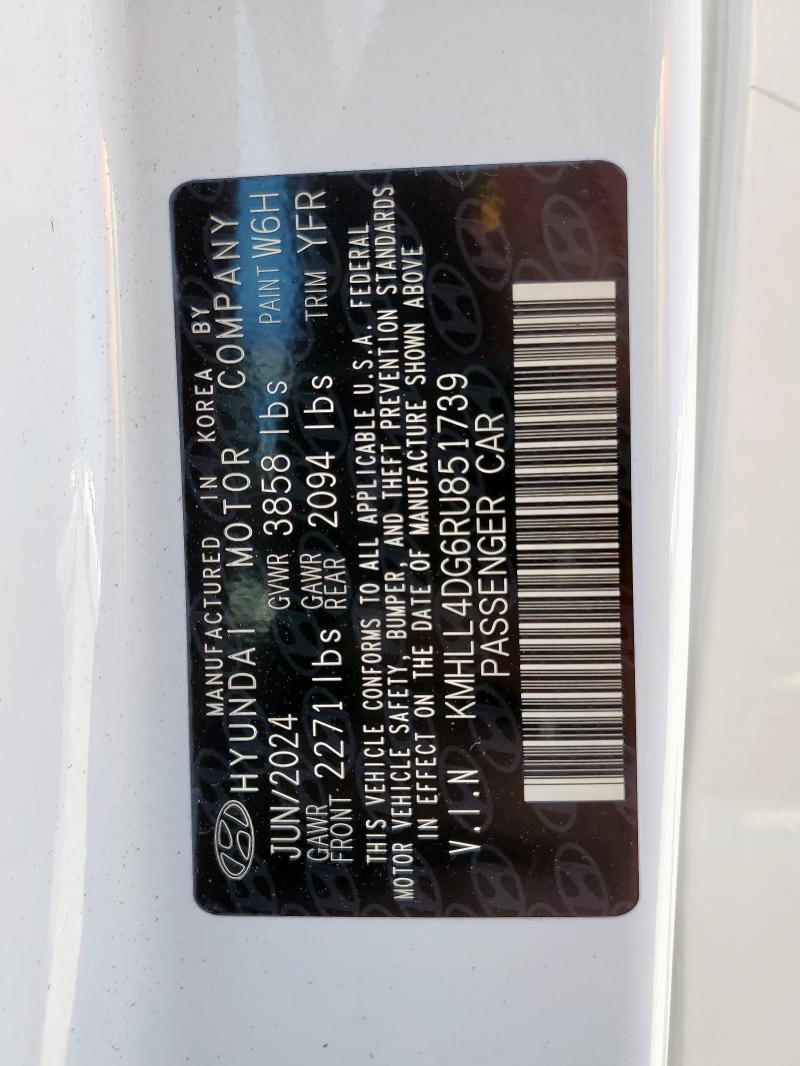 MANUFACTURED IN KOREA BY
HYUNDAI MOTOR COMPANY
JUN/2024 GVWR 3858 lbs PAINT W6H
GAWR FRONT 2271 lbs GAWR REAR 2094 lbs TRIM YFR
THIS VEHICLE CONFORMS TO ALL APPLICABLE U.S.A. FEDERAL
MOTOR VEHICLE SAFETY, BUMPER, AND THEFT PREVENTION STANDARDS
IN EFFECT ON THE DATE OF MANUFACTURE SHOWN ABOVE
V.I.N KMHLL4DG6RU851739
PASSENGER CAR